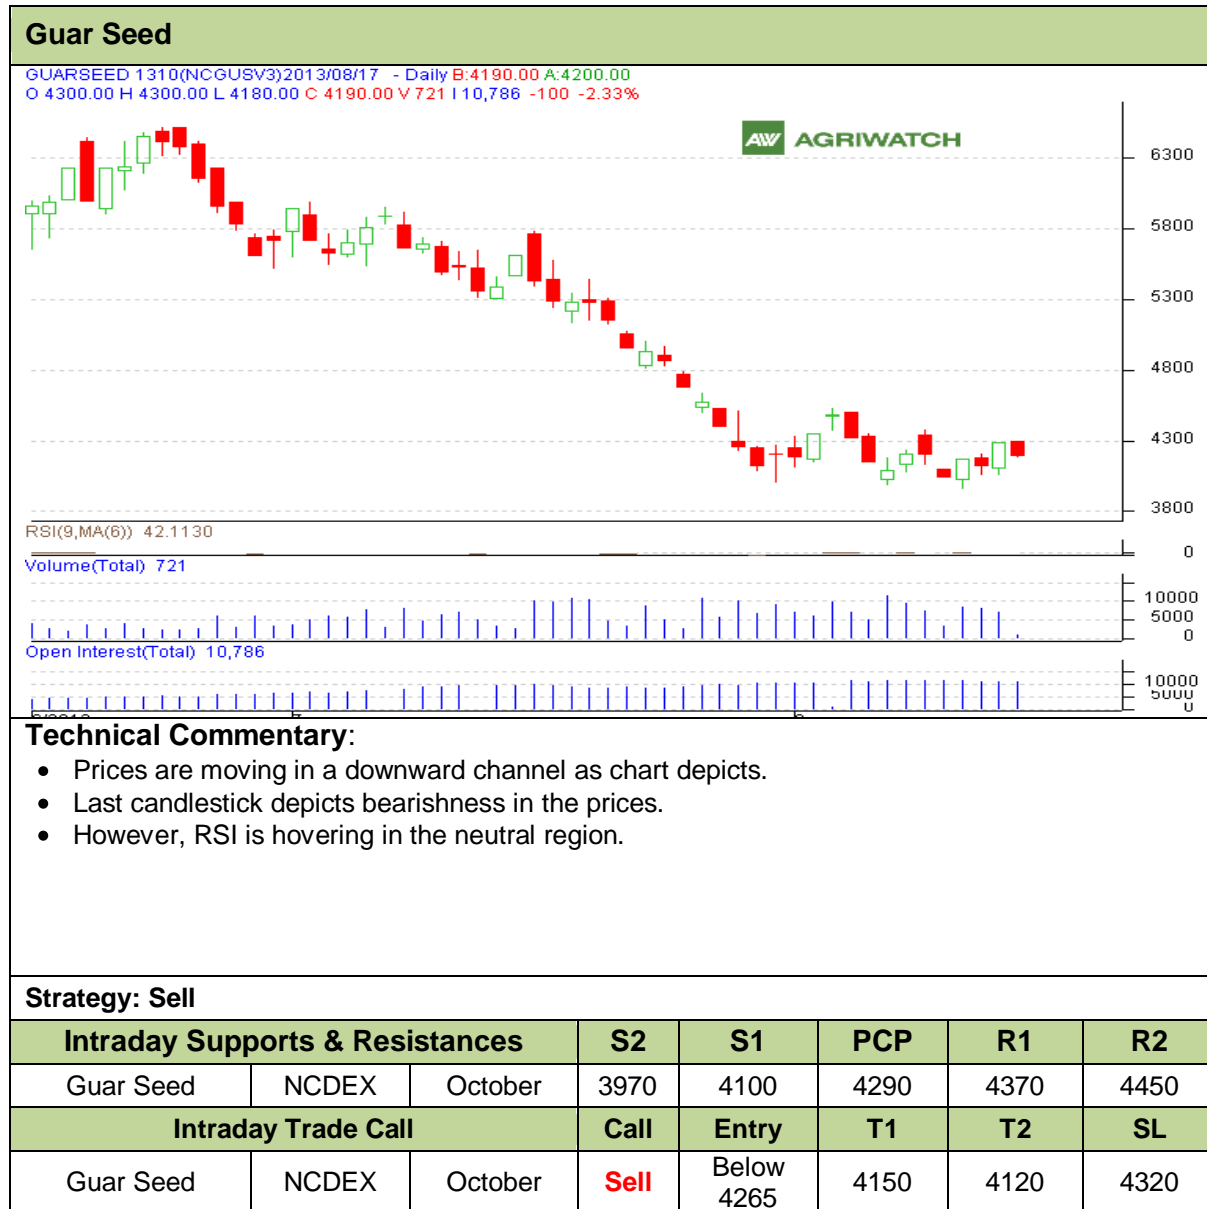 Guar Seed
GUARSEED 1310(NCGUSV3)2013/08/17 - Daily B:4190.00 A:4200.00
O 4300.00 H 4300.00 L 4180.00 C 4190.00 V 721 I 10,786 -100 -2.33%
AW AGRIWATCH
6300
5800
5300
4800
4300
3800
RSI(9,MA(6)) 42.1130
0
Volume(Total) 721
10000
5000
0
Open Interest(Total) 10,786
10000
5000
0
Technical Commentary:
• Prices are moving in a downward channel as chart depicts.
• Last candlestick depicts bearishness in the prices.
• However, RSI is hovering in the neutral region.
Strategy: Sell
Intraday Supports & Resistances S2 S1 PCP R1 R2
Guar Seed NCDEX October 3970 4100 4290 4370 4450
Intraday Trade Call Call Entry T1 T2 SL
Guar Seed NCDEX October Sell Below 4265 4150 4120 4320